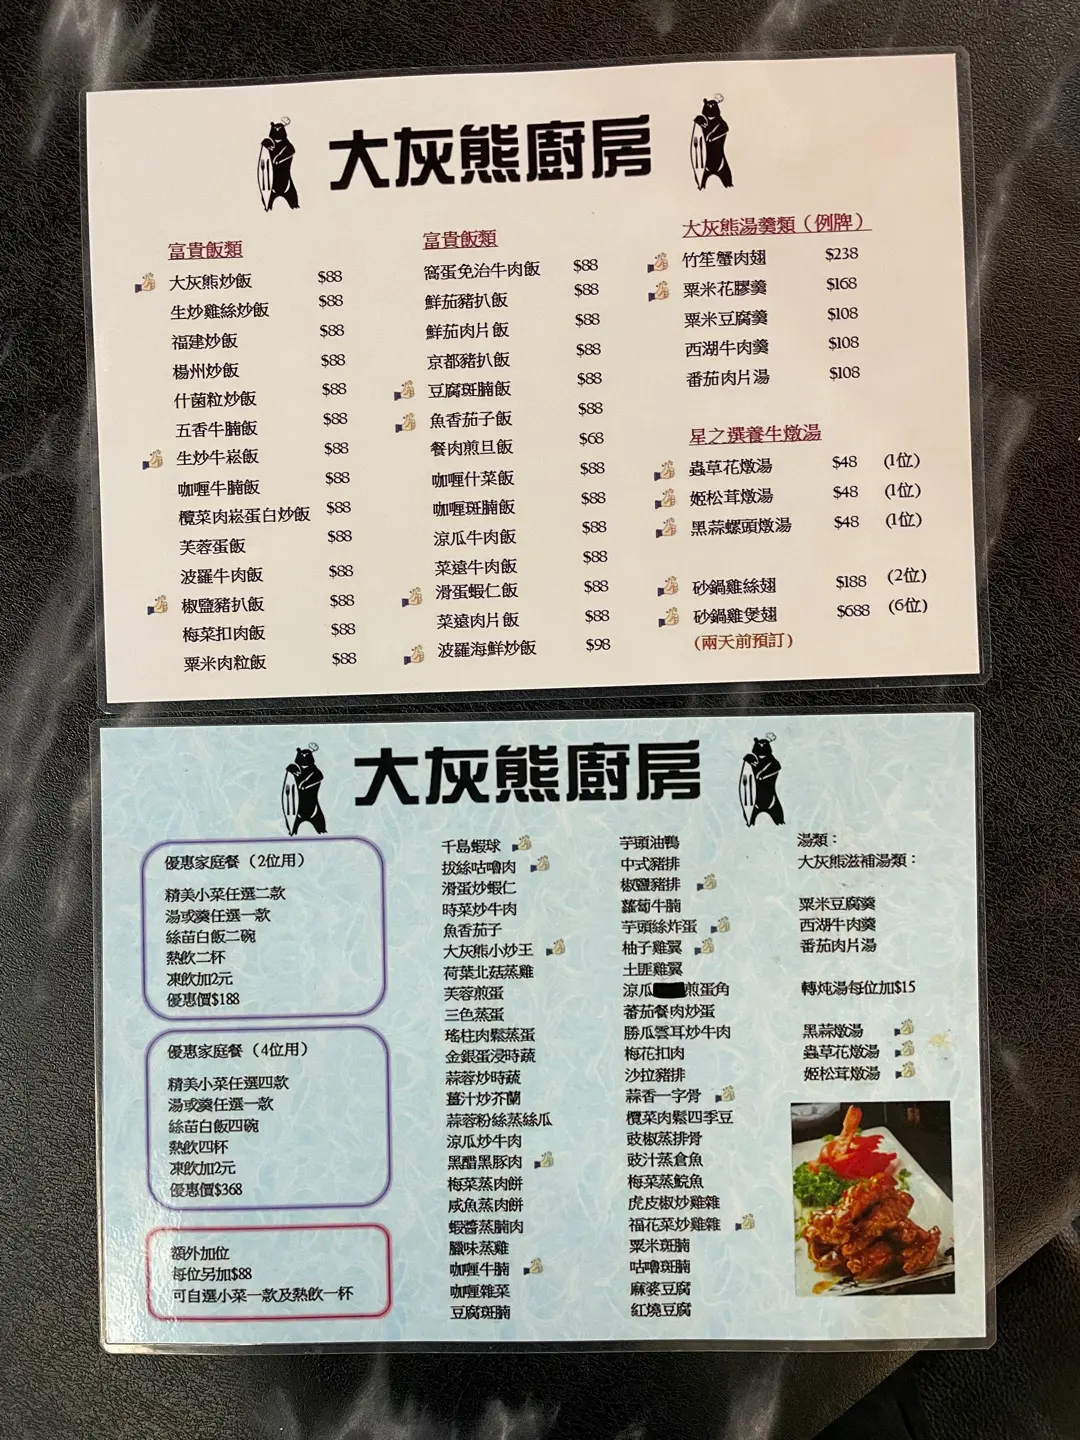 大灰熊廚房
富貴飯類
大灰熊炒飯 $88
生炒雞絲炒飯 $88
福建炒飯 $88
楊州炒飯 $88
什菌粒炒飯 $88
五香牛腩飯 $88
生炒牛崧飯 $88
咖喱牛腩飯 $88
欖菜肉崧蛋白炒飯 $88
芙蓉蛋飯 $88
波羅牛肉飯 $88
椒鹽豬扒飯 $88
梅菜扣肉飯 $88
粟米肉粒飯 $88
富貴飯類
窩蛋免治牛肉飯 $88
鮮茄豬扒飯 $88
鮮茄肉片飯 $88
京都豬扒飯 $88
豆腐斑腩飯 $88
魚香茄子飯 $88
餐肉煎旦飯 $68
咖喱什菜飯 $88
咖喱斑腩飯 $88
涼瓜牛肉飯 $88
菜遠牛肉飯 $88
滑蛋蝦仁飯 $88
菜遠肉片飯 $88
波羅海鮮炒飯 $98
大灰熊湯羹類（例牌）
竹笙蟹肉翅 $238
粟米花膠羹 $168
粟米豆腐羹 $108
西湖牛肉羹 $108
番茄肉片湯 $108
星之選養生燉湯
蟲草花燉湯 $48 (1位)
姬松茸燉湯 $48 (1位)
黑蒜螺頭燉湯 $48 (1位)
砂鍋雞絲翅 $188 (2位)
砂鍋雞煲翅 $688 (6位)
(兩天前預訂)
大灰熊廚房
優惠家庭餐（2位用）
精美小菜任選二款
湯或羹任選一款
絲苗白飯二碗
熱飲二杯
凍飲加2元
優惠價$188
優惠家庭餐（4位用）
精美小菜任選四款
湯或羹任選一款
絲苗白飯四碗
熱飲四杯
凍飲加2元
優惠價$368
額外加位
每位另加$88
可自選小菜一款及熱飲一杯
千島蝦球
拔絲咕嚕肉
滑蛋炒蝦仁
時菜炒牛肉
魚香茄子
大灰熊小炒王
荷葉北菇蒸雞
芙蓉煎蛋
三色蒸蛋
瑤柱肉鬆蒸蛋
金銀蛋浸時蔬
蒜蓉炒時蔬
薑汁炒芥蘭
蒜蓉粉絲蒸絲瓜
涼瓜炒牛肉
黑醋黑豚肉
梅菜蒸肉餅
咸魚蒸肉餅
蝦醬蒸腩肉
臘味蒸雞
咖喱牛腩
咖喱雜菜
豆腐斑腩
芋頭油鴨
中式豬排
椒鹽豬排
蘿蔔牛腩
芋頭絲炸蛋
柚子雞翼
土匪雞翼
涼瓜 煎蛋角
蕃茄餐肉炒蛋
勝瓜雲耳炒牛肉
梅花扣肉
沙拉豬排
蒜香一字骨
欖菜肉鬆四季豆
豉椒蒸排骨
豉汁蒸倉魚
梅菜蒸鯇魚
虎皮椒炒雞雜
福花菜炒雞雜
粟米斑腩
咕嚕斑腩
麻婆豆腐
紅燒豆腐
湯類：
大灰熊滋補湯類：
粟米豆腐羹
西湖牛肉羹
番茄肉片湯
轉炖湯每位加$15
黑蒜燉湯
蟲草花燉湯
姬松茸燉湯